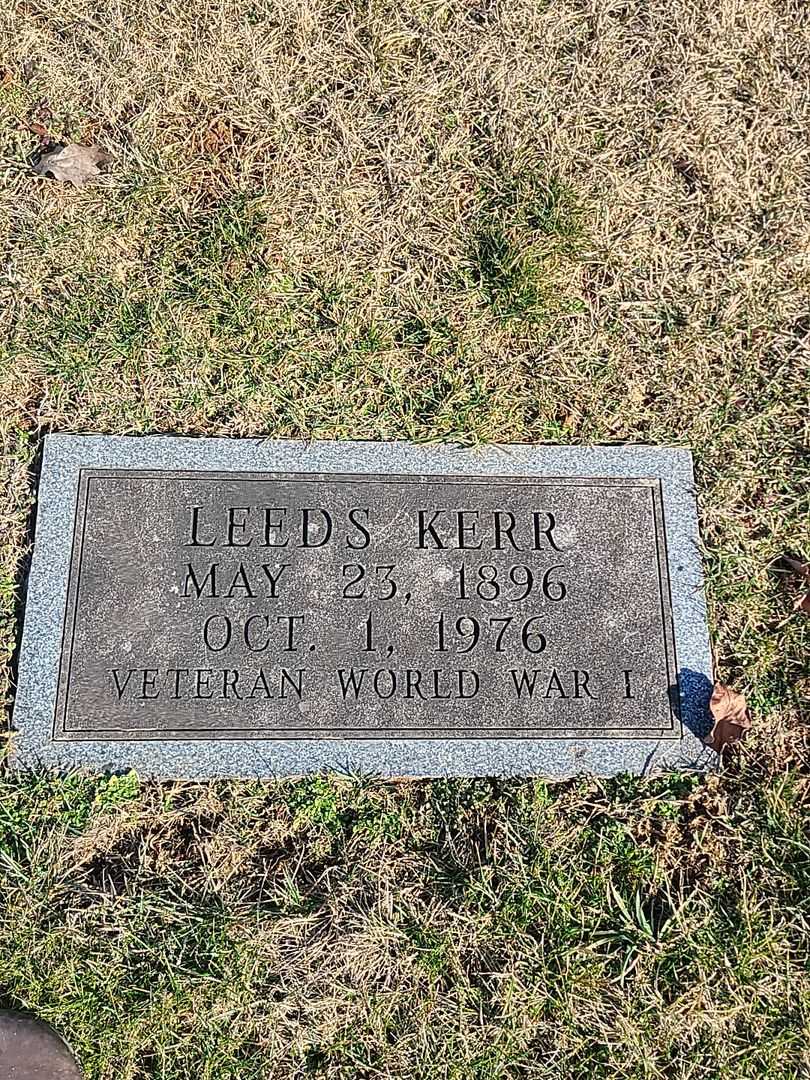 LEEDS KERR
MAY 23, 1896
OCT. 1, 1976
VETERAN WORLD WAR I